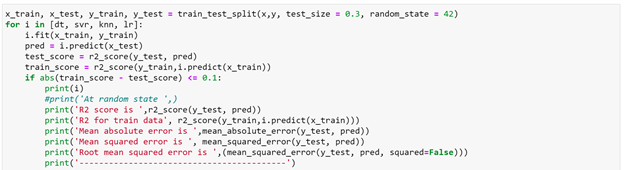 x_train, x_test, y_train, y_test = train_test_split(x,y, test_size = 0.3, random_state = 42)
for i in [dt, svr, knn, lr]:
    i.fit(x_train, y_train)
    pred = i.predict(x_test)
    test_score = r2_score(y_test, pred)
    train_score = r2_score(y_train,i.predict(x_train))
    if abs(train_score - test_score) <= 0.1:
        print(i)
        #print('At random state ',)
        print('R2 score is ',r2_score(y_test, pred))
        print('R2 for train data', r2_score(y_train,i.predict(x_train)))
        print('Mean absolute error is ',mean_absolute_error(y_test, pred))
        print('Mean squared error is ', mean_squared_error(y_test, pred))
        print('Root mean squared error is ',(mean_squared_error(y_test, pred, squared=False)))
        print('-----------------------------------------')